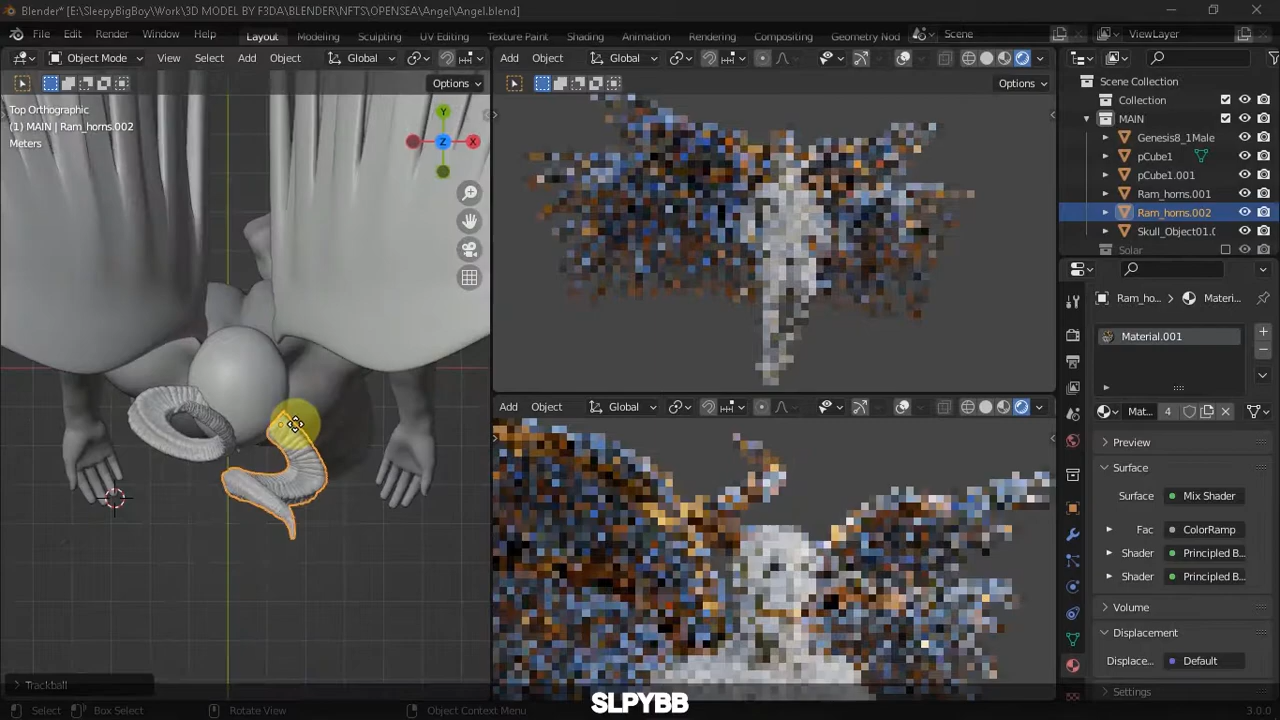 Blender* [E:\SleepyBigBoy\Work\3D MODEL BY F3DA\BLENDER\NFTS\OPENSEA\Angel\Angel.blend]
File Edit Render Window Help Layout Modeling Sculpting UV Editing Texture Paint Shading Animation Rendering Compositing Geometry Nod Scene ViewLayer
Object Mode View Select Add Object Global
Options
Top Orthographic
(1) MAIN | Ram_horns.002
Meters
Y
Z
X
Trackball
Add Object Global
Options
Add Object Global
Scene Collection
Collection
MAIN
Genesis8_1Male
pCube1
pCube1.001
Ram_horns.001
Ram_horns.002
Skull_Object01.(
Solar
Ram_ho... Materi...
Material.001
Mat... 4
Preview
Surface
Surface Mix Shader
Fac ColorRamp
Shader Principled B...
Shader Principled B...
Volume
Displacement
Displace... Default
Settings
Select Box Select Rotate View Object Context Menu 3.0.0
SLPYBB